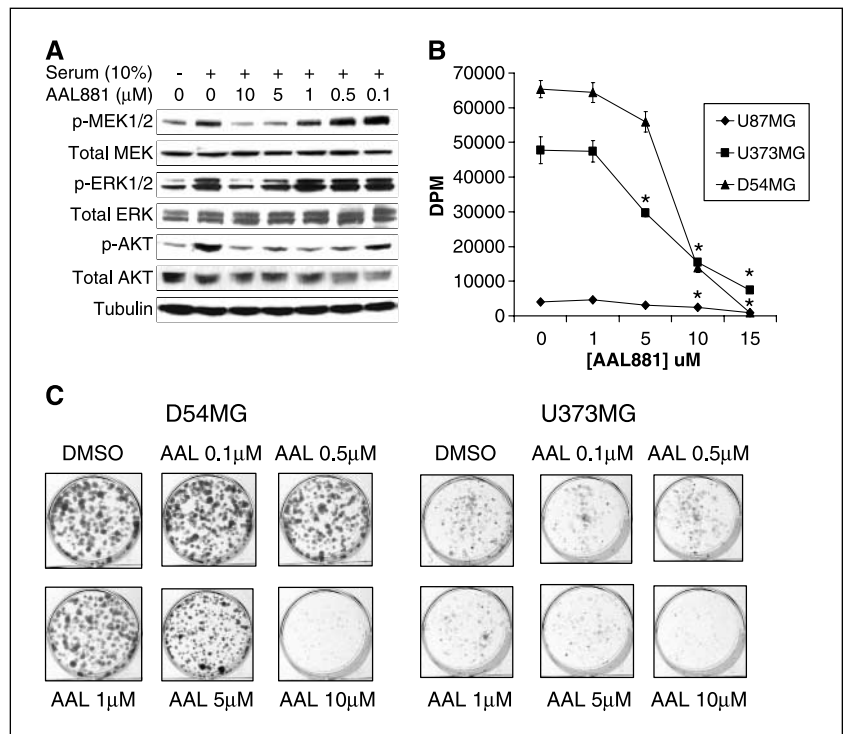 A
Serum (10%) - + + + + + +
AAL881 (μM) 0 0 10 5 1 0.5 0.1
p-MEK1/2
Total MEK
p-ERK1/2
Total ERK
p-AKT
Total AKT
Tubulin
B
70000
60000
50000
40000
30000
20000
10000
0
DPM
U87MG
U373MG
D54MG
*
*
*
*
*
0 1 5 10 15
[AAL881] uM
C
D54MG
DMSO AAL 0.1μM AAL 0.5μM
AAL 1μM AAL 5μM AAL 10μM
U373MG
DMSO AAL 0.1μM AAL 0.5μM
AAL 1μM AAL 5μM AAL 10μM